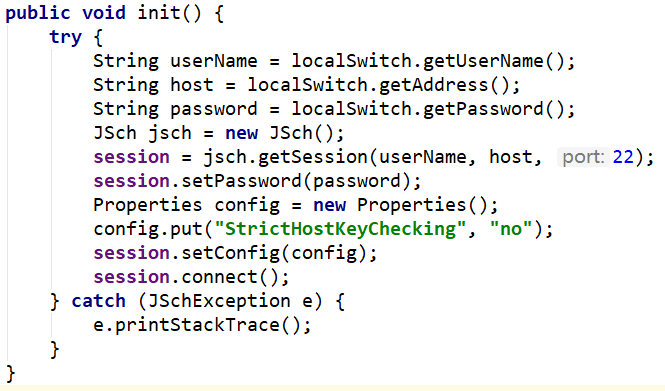 public void init() {
    try {
        String userName = localSwitch.getUserName();
        String host = localSwitch.getAddress();
        String password = localSwitch.getPassword();
        JSch jsch = new JSch();
        session = jsch.getSession(userName, host, port: 22);
        session.setPassword(password);
        Properties config = new Properties();
        config.put("StrictHostKeyChecking", "no");
        session.setConfig(config);
        session.connect();
    } catch (JSchException e) {
        e.printStackTrace();
    }
}